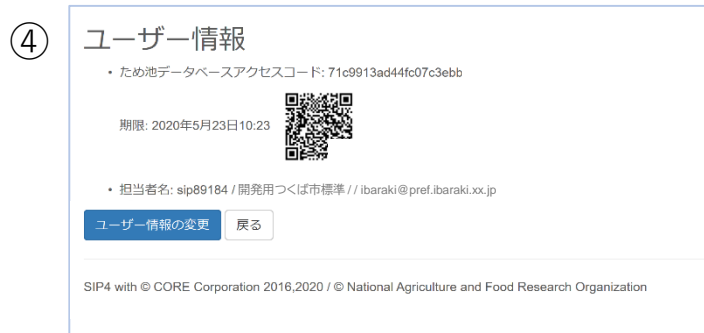 ④
ユーザー情報
・ため池データベースアクセスコード: 71c9913ad44fc07c3ebb
期限: 2020年5月23日10:23
・担当者名: sip89184 / 開発用つくば市標準 / / ibaraki@pref.ibaraki.xx.jp
ユーザー情報の変更 戻る
SIP4 with © CORE Corporation 2016,2020 / © National Agriculture and Food Research Organization